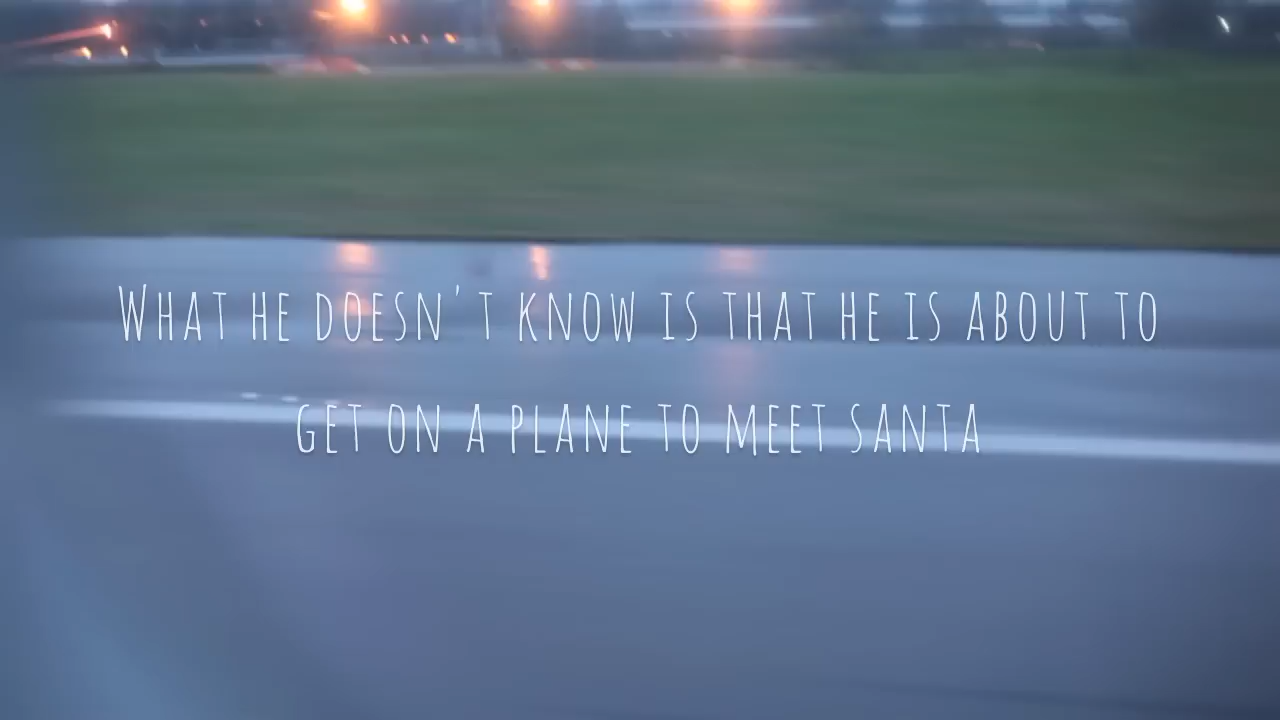 What he doesn't know is that he is about to
get on a plane to meet santa